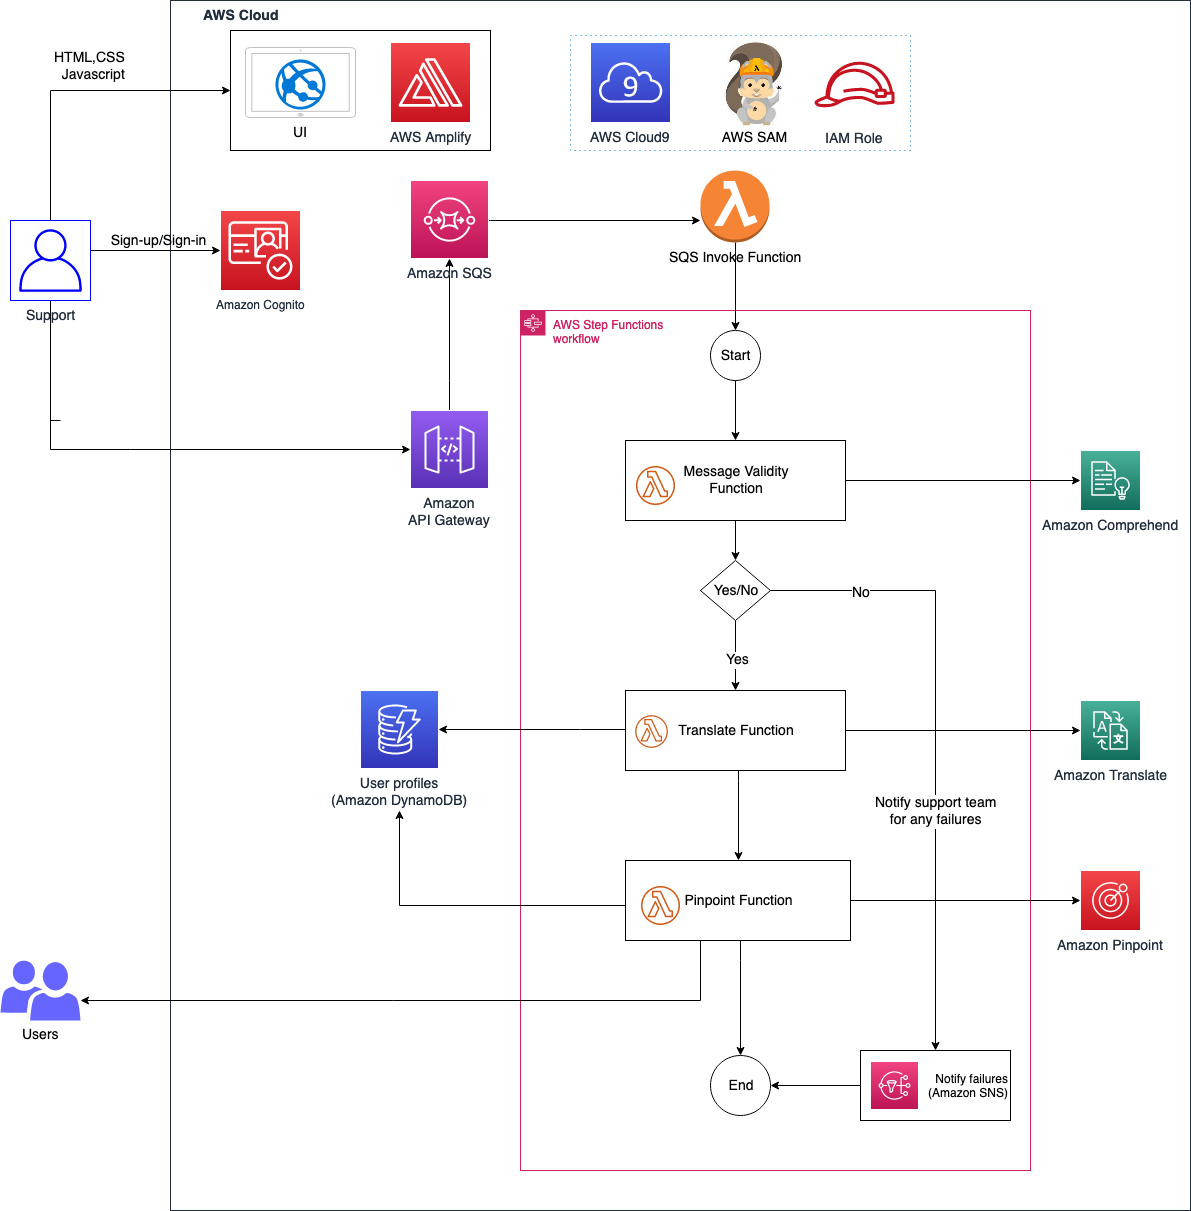 AWS Cloud
HTML,CSS
Javascript
UI
AWS Amplify
9
AWS Cloud9
AWS SAM
IAM Role
Sign-up/Sign-in
Support
Amazon Cognito
Amazon SQS
SQS Invoke Function
AWS Step Functions
workflow
Start
Amazon
API Gateway
Message Validity
Function
Amazon Comprehend
Yes/No
No
Yes
User profiles
(Amazon DynamoDB)
Translate Function
A
文
Amazon Translate
Notify support team
for any failures
Pinpoint Function
Amazon Pinpoint
Users
End
Notify failures
(Amazon SNS)